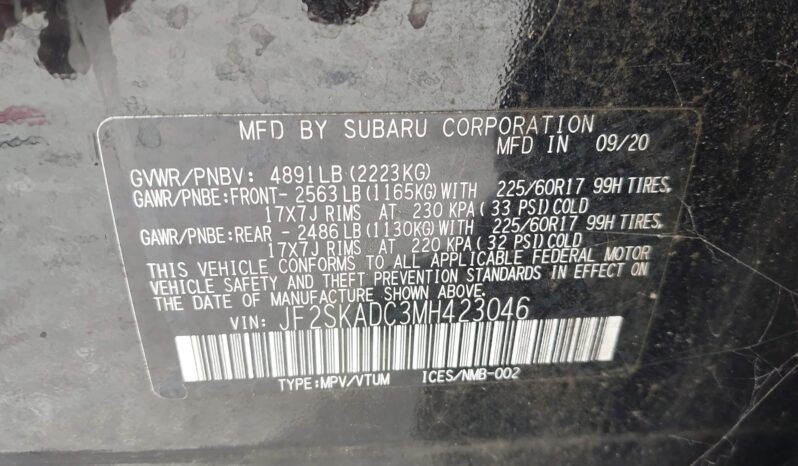 MFD BY SUBARU CORPORATION
MFD IN 09/20
GVWR/PNBV: 4891LB(2223KG)
GAWR/PNBE:FRONT- 2563LB(1165KG)WITH 225/60R17 99H TIRES,
17X7J RIMS AT 230 KPA( 33 PSI)COLD
GAWR/PNBE:REAR - 2486LB(1130KG)WITH 225/60R17 99H TIRES,
17X7J RIMS AT 220 KPA( 32 PSI)COLD
THIS VEHICLE CONFORMS TO ALL APPLICABLE FEDERAL MOTOR
VEHICLE SAFETY AND THEFT PREVENTION STANDARDS IN EFFECT ON
THE DATE OF MANUFACTURE SHOWN ABOVE.
VIN: JF2SKADC3MH423046
TYPE:MPV/VTUM ICES/NMB-002